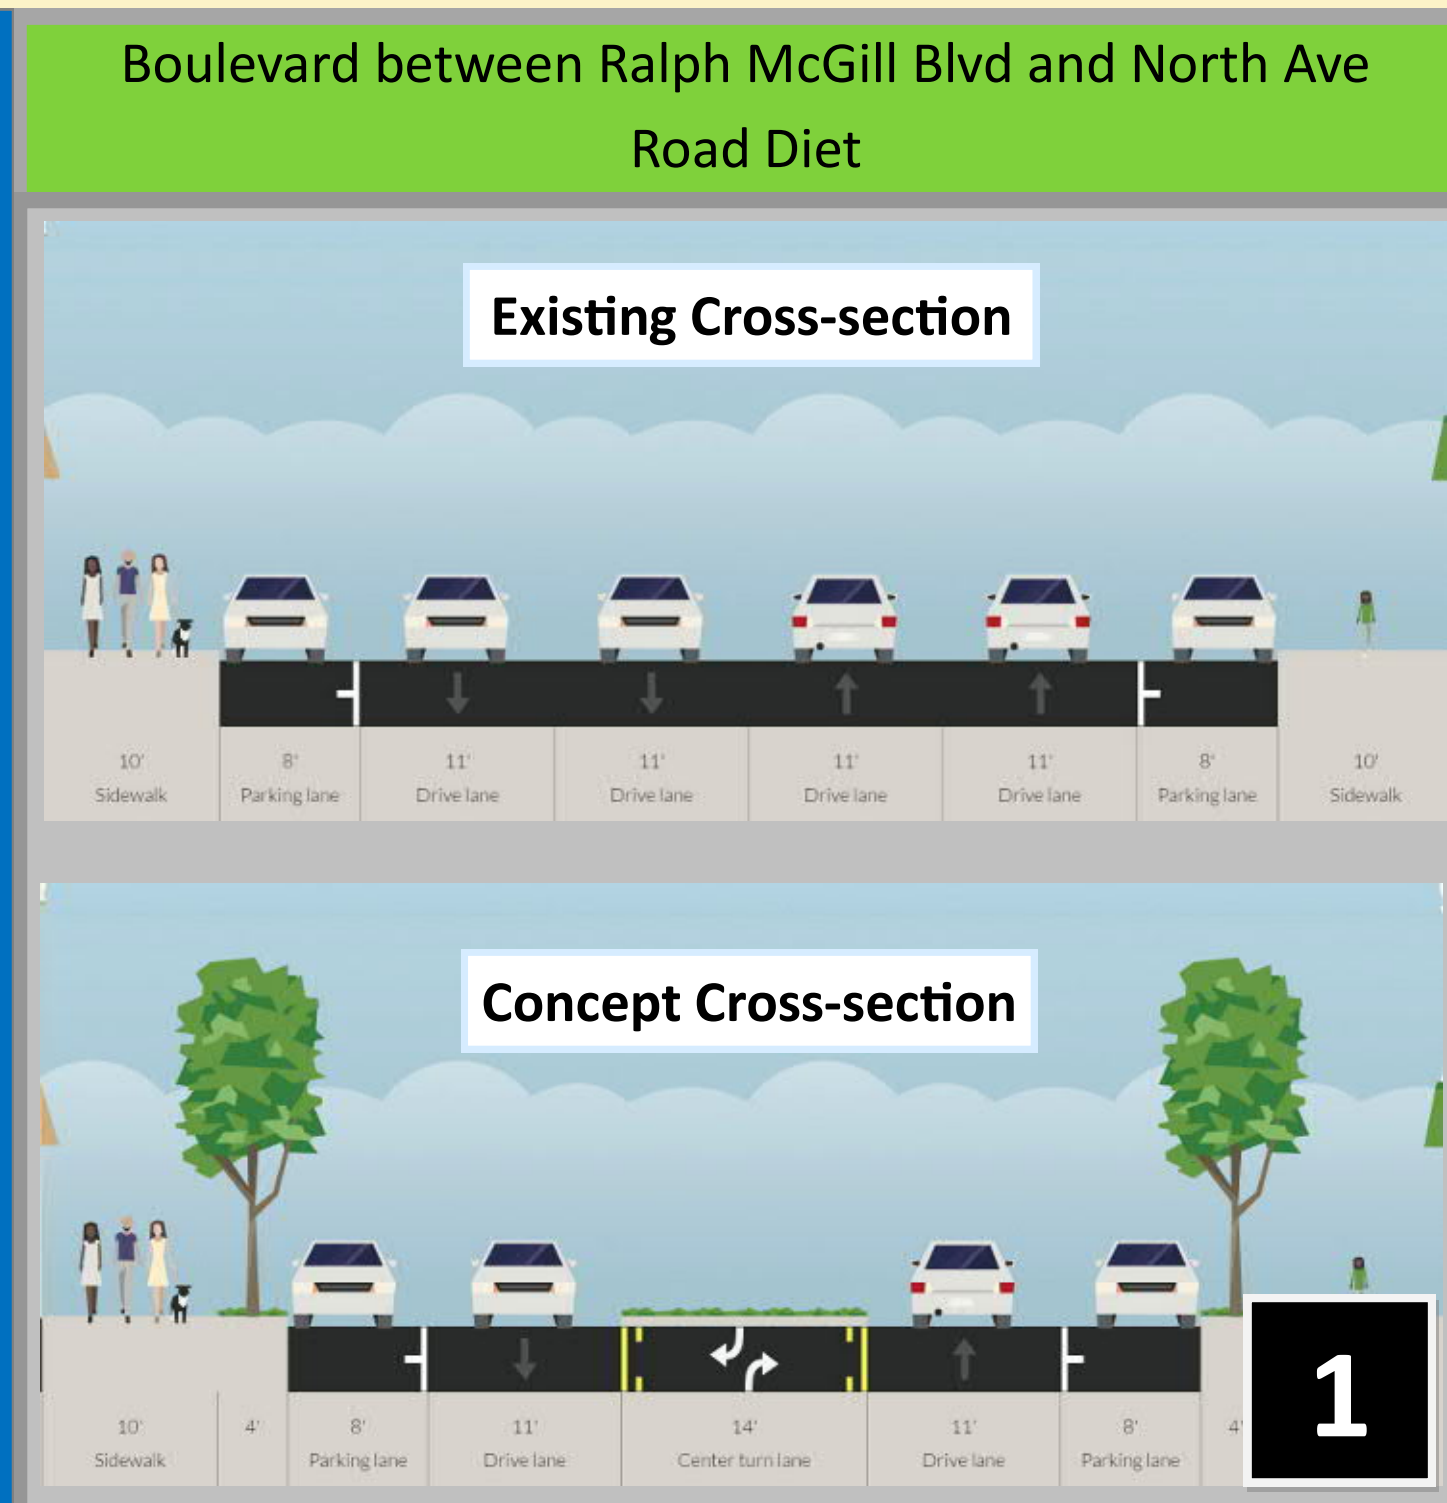 Boulevard between Ralph McGill Blvd and North Ave
Road Diet
Existing Cross-section
10' 8' 11' 11' 11' 11' 8' 10'
Sidewalk Parking lane Drive lane Drive lane Drive lane Drive lane Parking lane Sidewalk
Concept Cross-section
10' 4' 8' 11' 14' 11' 8' 4'
Sidewalk Parking lane Drive lane Center turn lane Drive lane Parking lane
1